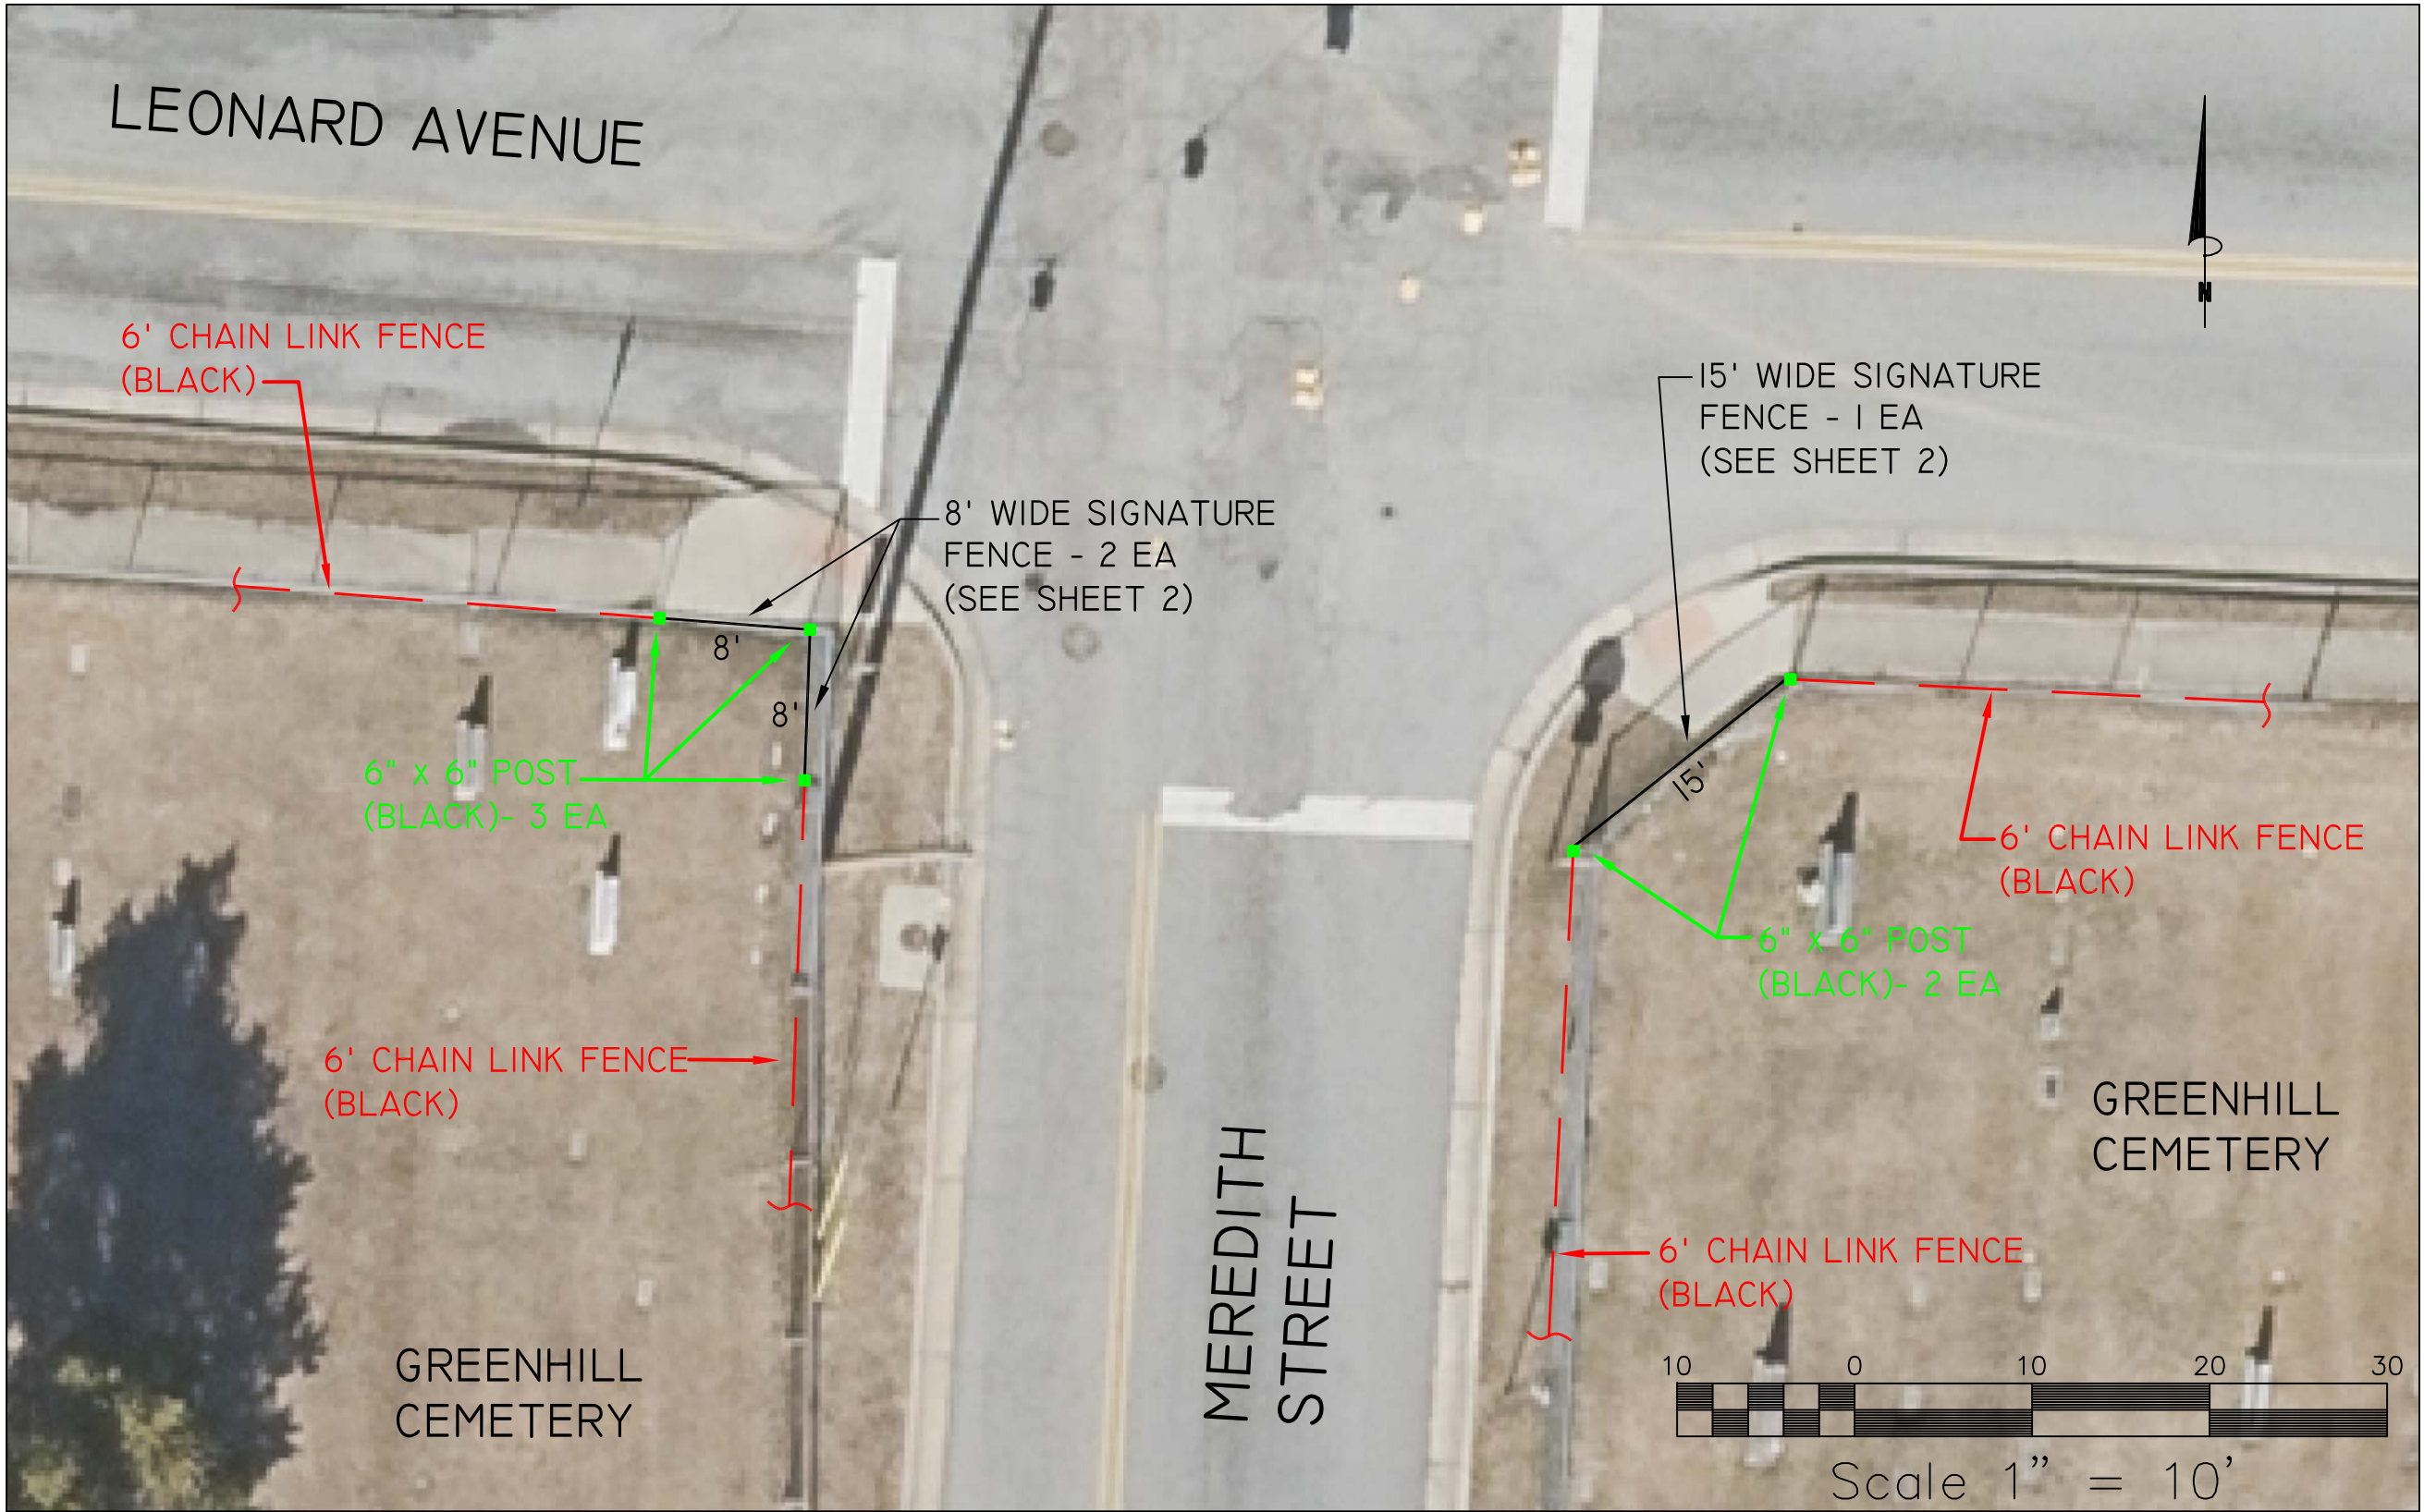 LEONARD AVENUE
N
6' CHAIN LINK FENCE
(BLACK)
15' WIDE SIGNATURE
FENCE - 1 EA
(SEE SHEET 2)
8' WIDE SIGNATURE
FENCE - 2 EA
(SEE SHEET 2)
8'
8'
15'
6" x 6" POST
(BLACK)- 3 EA
6' CHAIN LINK FENCE
(BLACK)
6" x 6" POST
(BLACK)- 2 EA
6' CHAIN LINK FENCE
(BLACK)
GREENHILL
CEMETERY
MEREDITH
STREET
6' CHAIN LINK FENCE
(BLACK)
GREENHILL
CEMETERY
10 0 10 20 30
Scale 1" = 10'